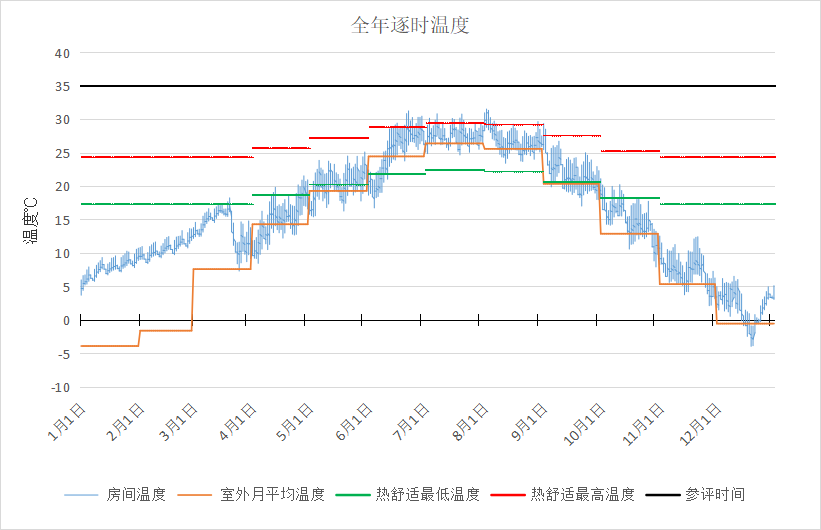 全年逐时温度
40
35
30
25
20
15
10
5
0
-5
-10
温度℃
1月1日
2月1日
3月1日
4月1日
5月1日
6月1日
7月1日
8月1日
9月1日
10月1日
11月1日
12月1日
房间温度 室外月平均温度 热舒适最低温度 热舒适最高温度 参评时间